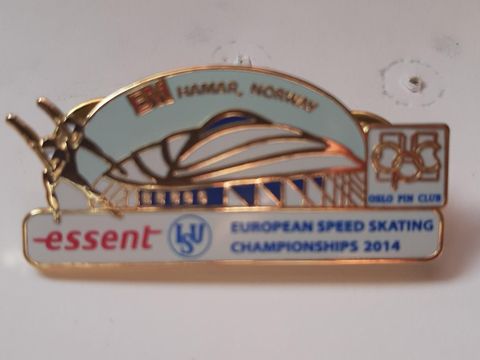 HAMAR, NORWAY
OSLO PIN CLUB
essent
ISU
EUROPEAN SPEED SKATING
CHAMPIONSHIPS 2014